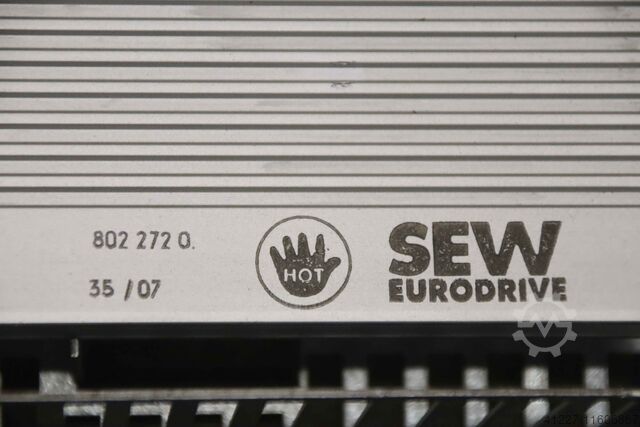 802 272 0.
35 / 07
HOT
SEW
EURODRIVE